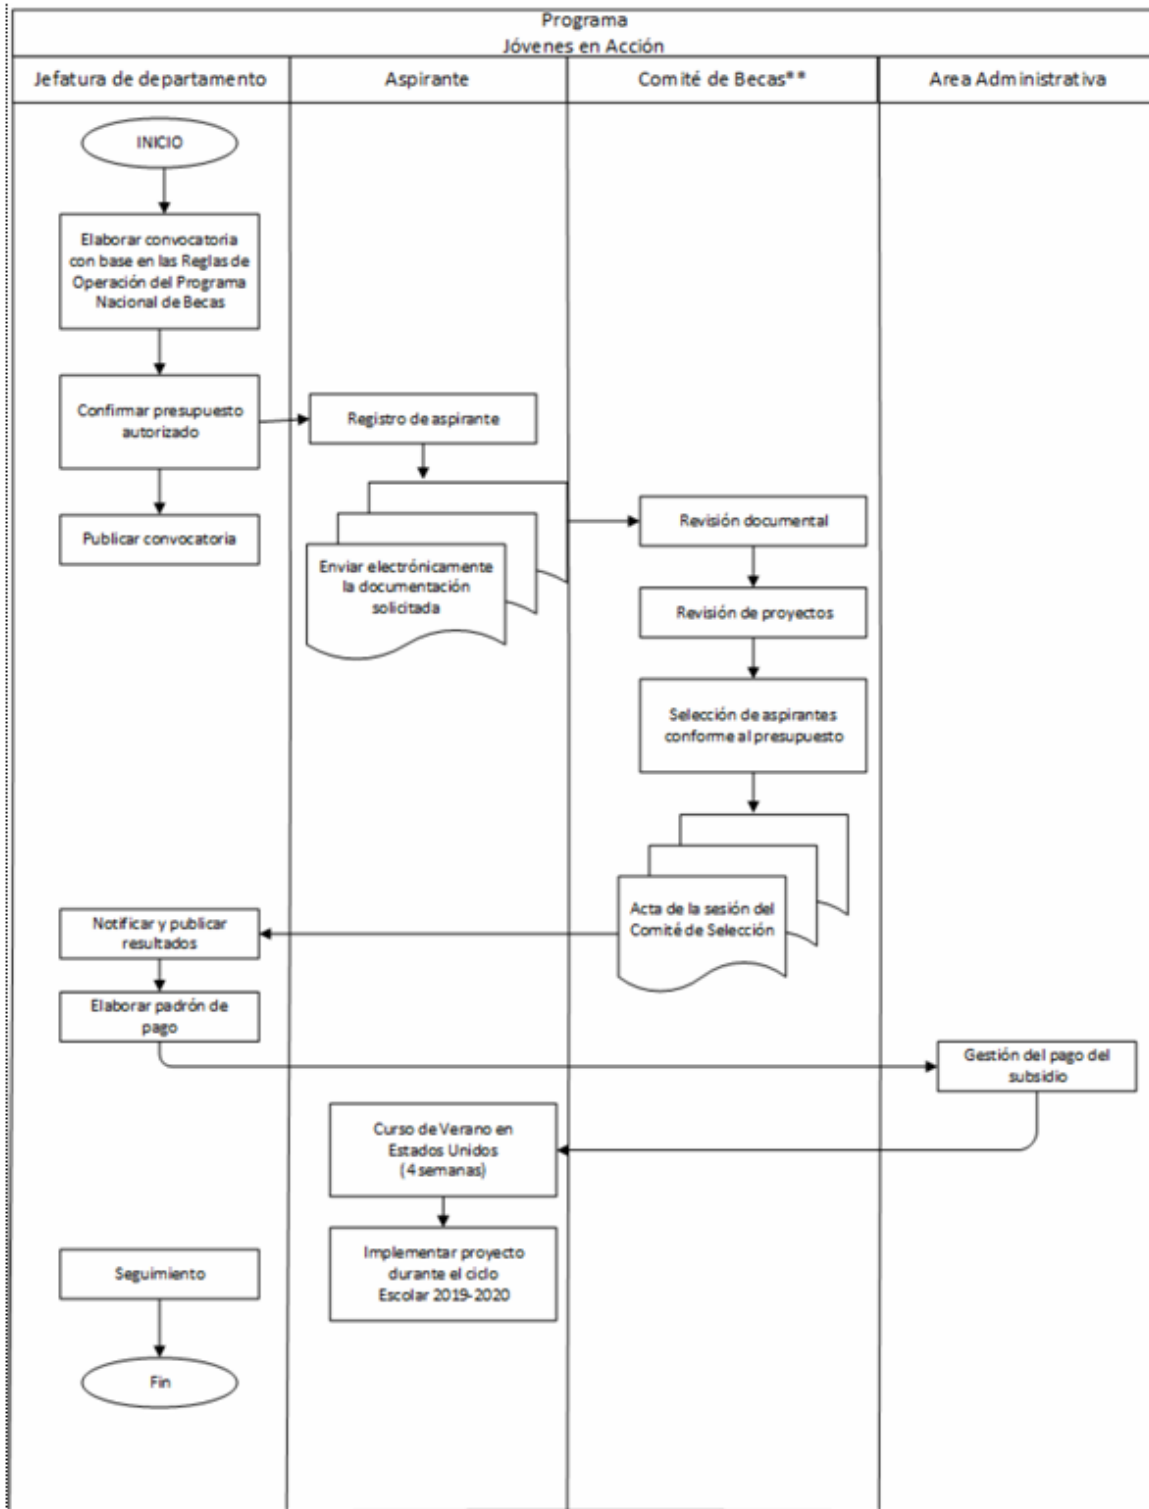 Programa
Jóvenes en Acción
Jefatura de departamento
Aspirante
Comité de Becas**
Area Administrativa
INICIO
Elaborar convocatoria
con base en las Reglas de
Operación del Programa
Nacional de Becas
Confirmar presupuesto
autorizado
Registro de aspirante
Publicar convocatoria
Enviar electrónicamente
la documentación
solicitada
Revisión documental
Revisión de proyectos
Selección de aspirantes
conforme al presupuesto
Acta de la sesión del
Comité de Selección
Notificar y publicar
resultados
Elaborar padrón de
pago
Gestión del pago del
subsidio
Curso de Verano en
Estados Unidos
(4 semanas)
Implementar proyecto
durante el ciclo
Escolar 2019-2020
Seguimiento
Fin